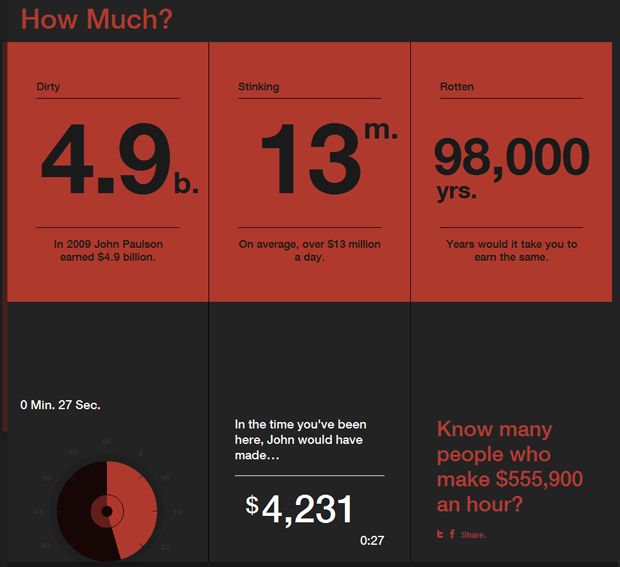 How Much?
Dirty
4.9b.
In 2009 John Paulson
earned $4.9 billion.
Stinking
13m.
On average, over $13 million
a day.
Rotten
98,000
yrs.
Years would it take you to
earn the same.
0 Min. 27 Sec.
60
55
5
50
10
45
15
40
20
In the time you've been
here, John would have
made...
$4,231
0:27
Know many
people who
make $555,900
an hour?
t f Share.